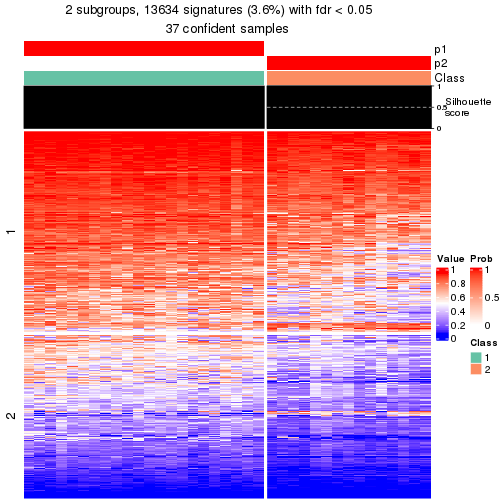 2 subgroups, 13634 signatures (3.6%) with fdr < 0.05
37 confident samples
p1
p2
Class
1
0.5
0
Silhouette
score
1
2
Value
1
0.8
0.6
0.4
0.2
0
Prob
1
0.5
0
Class
1
2